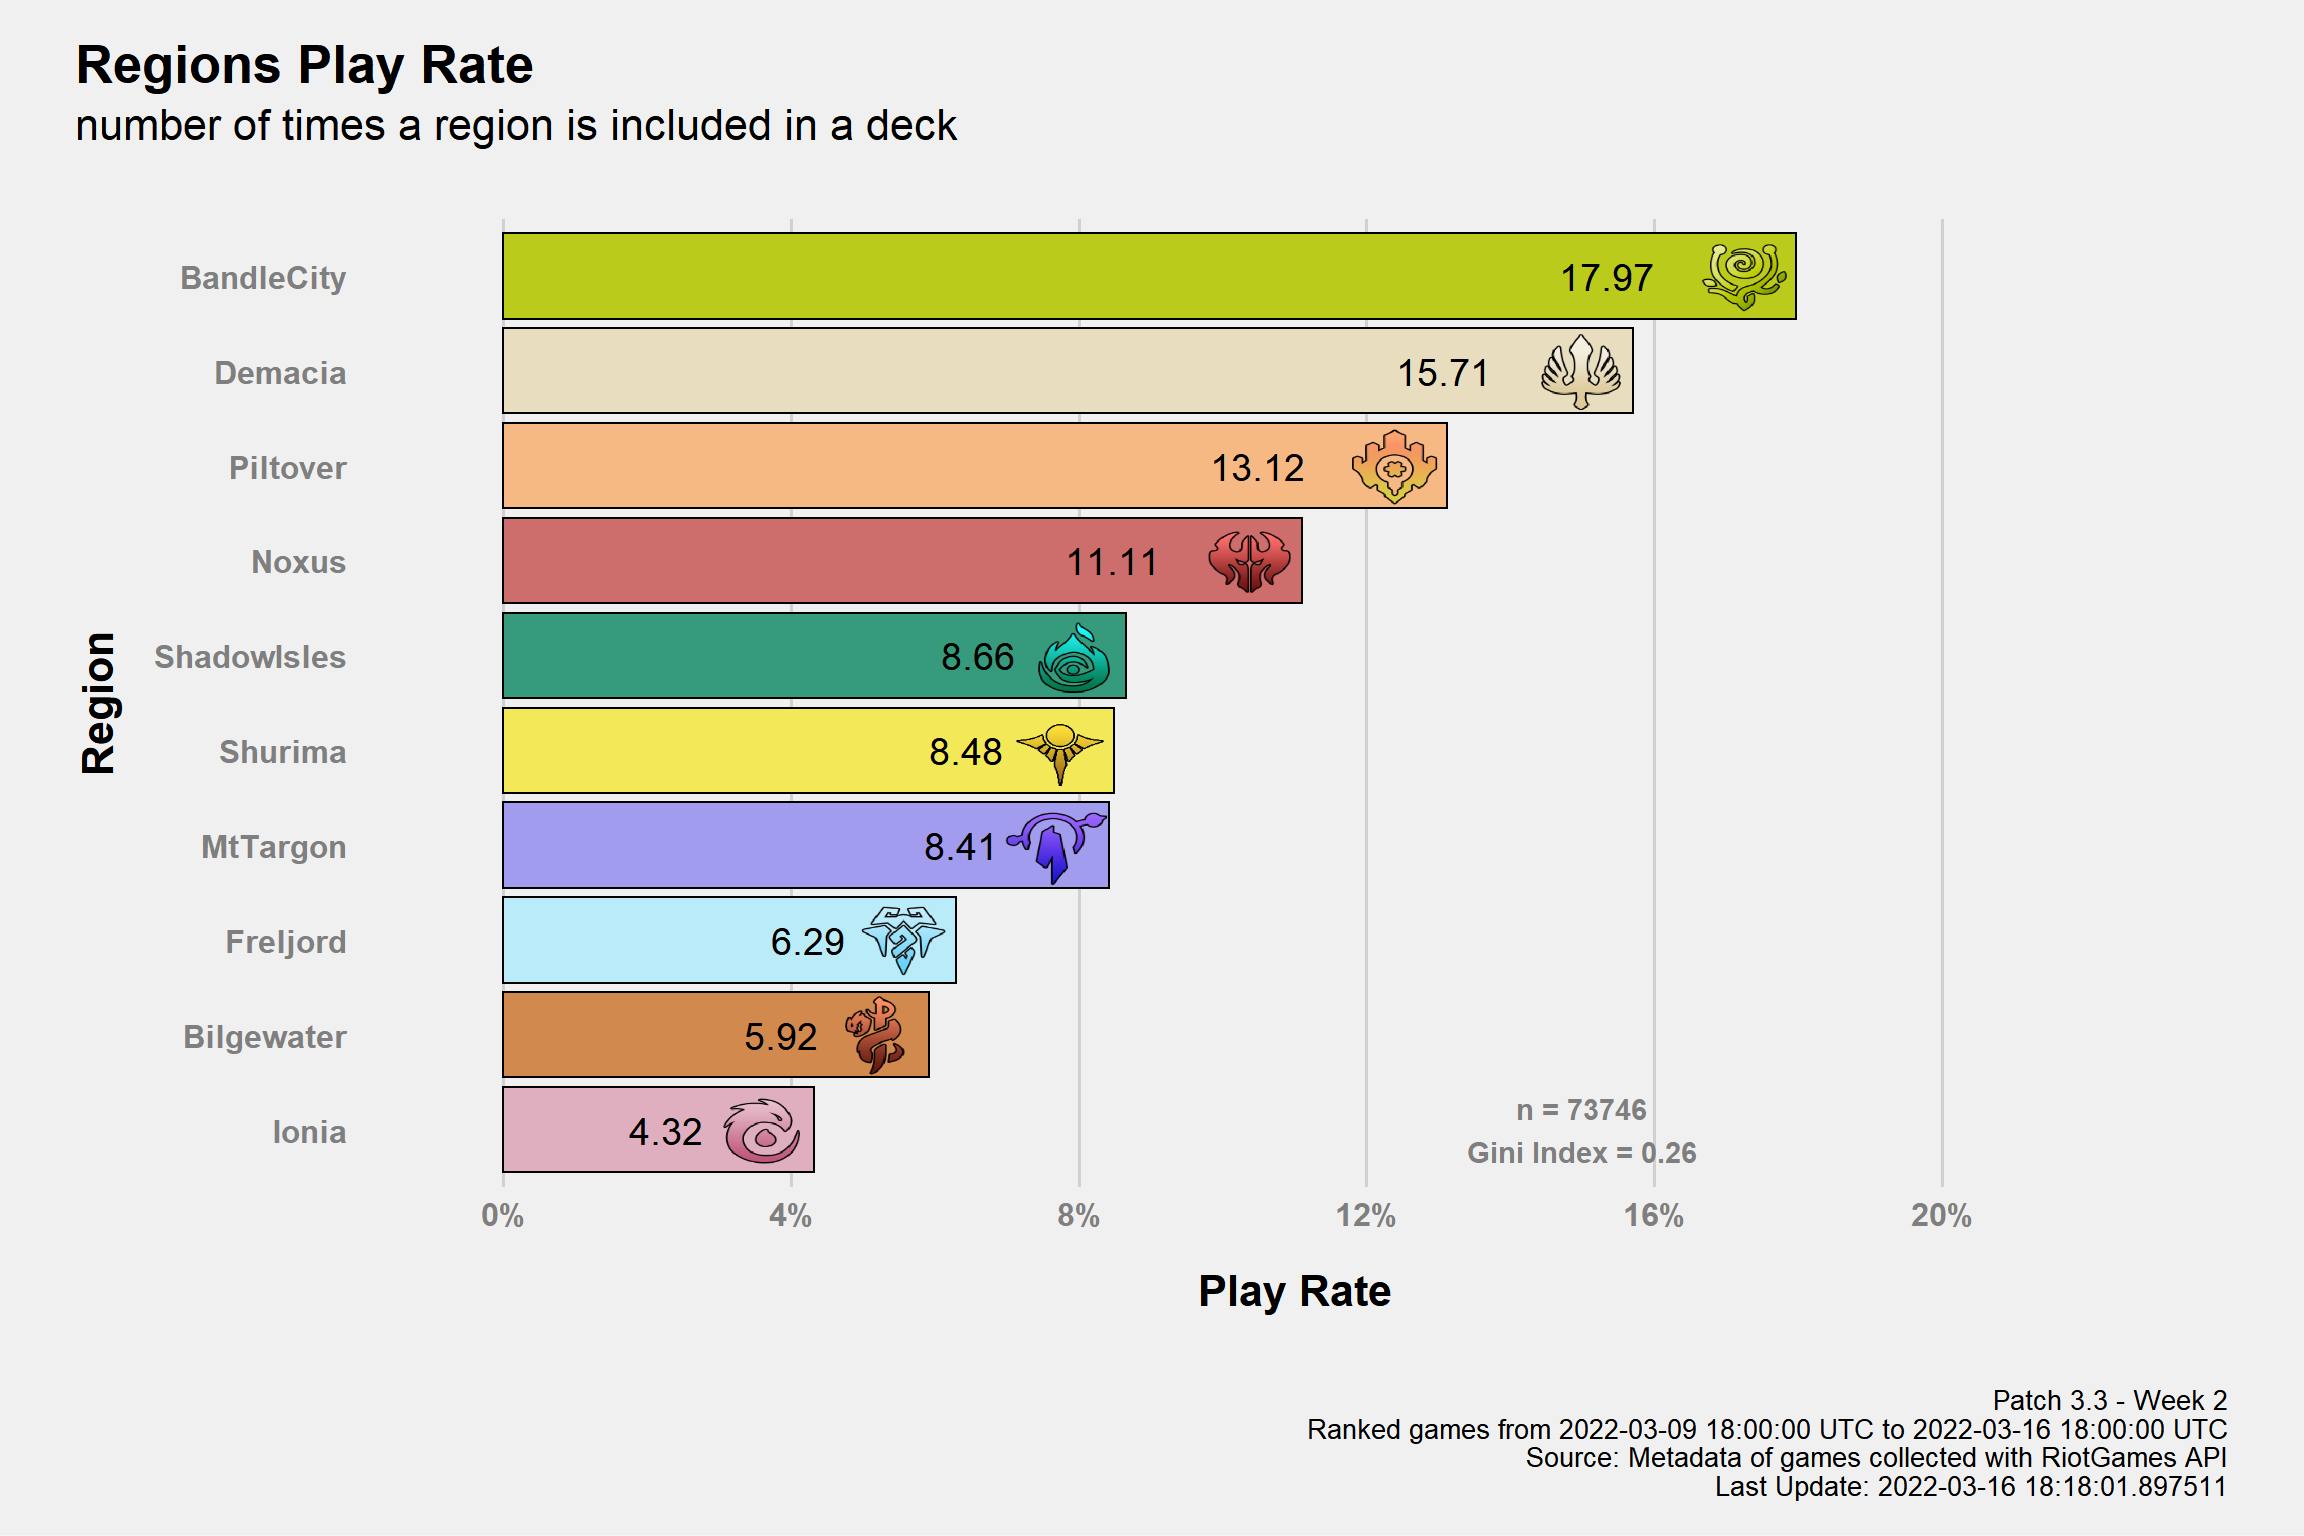 Regions Play Rate
number of times a region is included in a deck
BandleCity
17.97
Demacia
15.71
Piltover
13.12
Noxus
11.11
ShadowIsles
8.66
Shurima
8.48
MtTargon
8.41
Freljord
6.29
Bilgewater
5.92
Ionia
4.32
Region
n = 73746
Gini Index = 0.26
0%
4%
8%
12%
16%
20%
Play Rate
Patch 3.3 - Week 2
Ranked games from 2022-03-09 18:00:00 UTC to 2022-03-16 18:00:00 UTC
Source: Metadata of games collected with RiotGames API
Last Update: 2022-03-16 18:18:01.897511